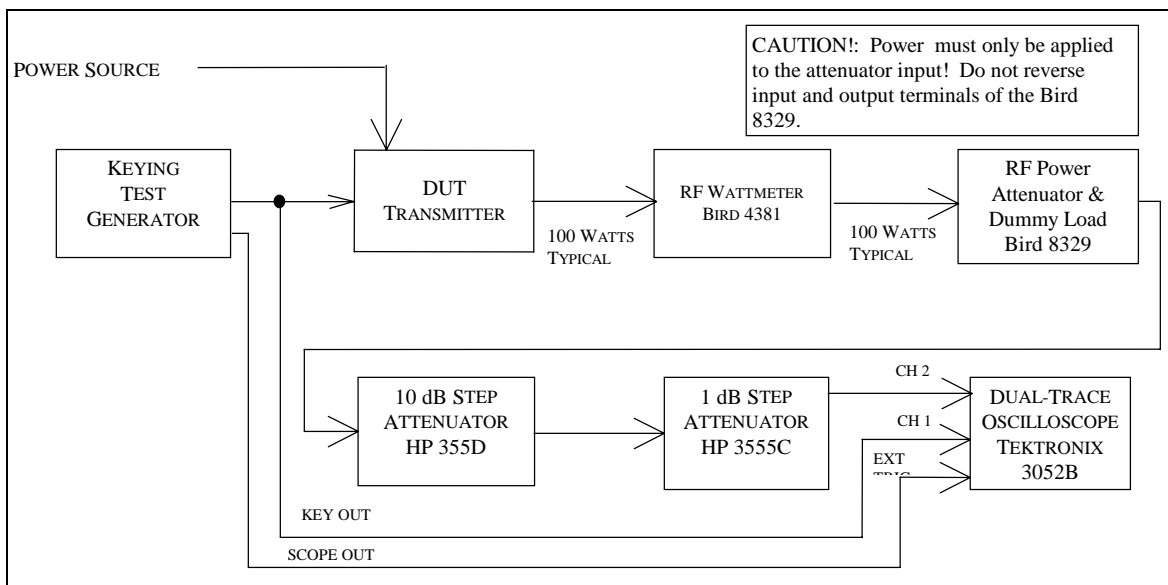 CAUTION!: Power must only be applied
to the attenuator input! Do not reverse
input and output terminals of the Bird
8329.
POWER SOURCE
KEYING
TEST
GENERATOR
DUT
TRANSMITTER
100 WATTS
TYPICAL
RF WATTMETER
BIRD 4381
100 WATTS
TYPICAL
RF Power
Attenuator &
Dummy Load
Bird 8329
10 dB STEP
ATTENUATOR
HP 355D
1 dB STEP
ATTENUATOR
HP 3555C
CH 2
CH 1
EXT
TRIG
DUAL-TRACE
OSCILLOSCOPE
TEKTRONIX
3052B
KEY OUT
SCOPE OUT